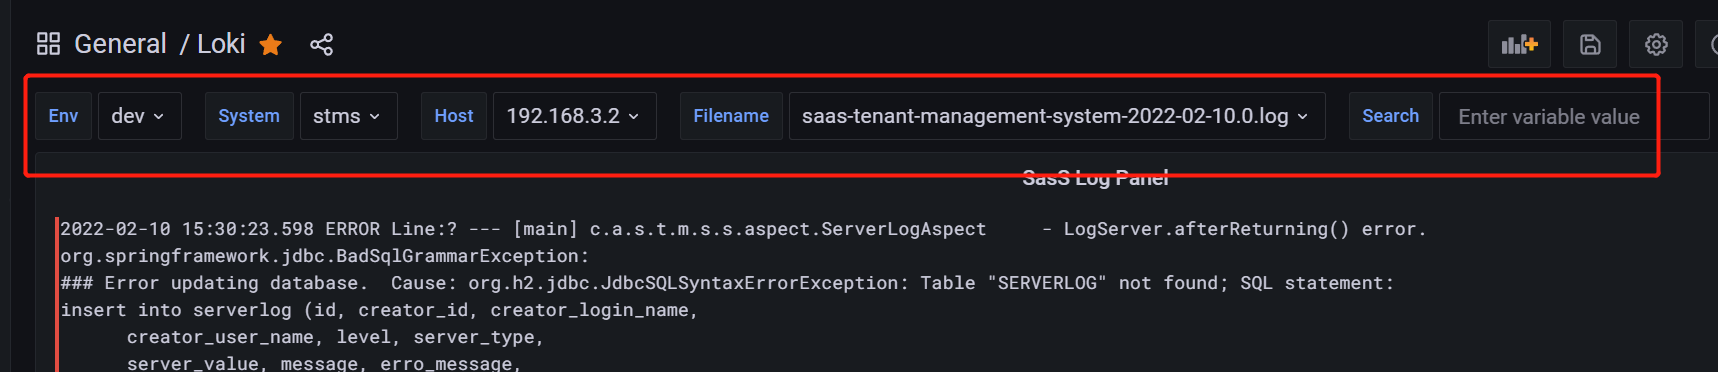 General / Loki
Env dev System stms Host 192.168.3.2 Filename saas-tenant-management-system-2022-02-10.0.log Search Enter variable value
SasS Log Panel
2022-02-10 15:30:23.598 ERROR Line:? --- [main] c.a.s.t.m.s.s.aspect.ServerLogAspect     - LogServer.afterReturning() error.
org.springframework.jdbc.BadSqlGrammarException:
### Error updating database.  Cause: org.h2.jdbc.JdbcSQLSyntaxErrorException: Table "SERVERLOG" not found; SQL statement:
insert into serverlog (id, creator_id, creator_login_name,
creator_user_name, level, server_type,
server_value, message, erro_message,